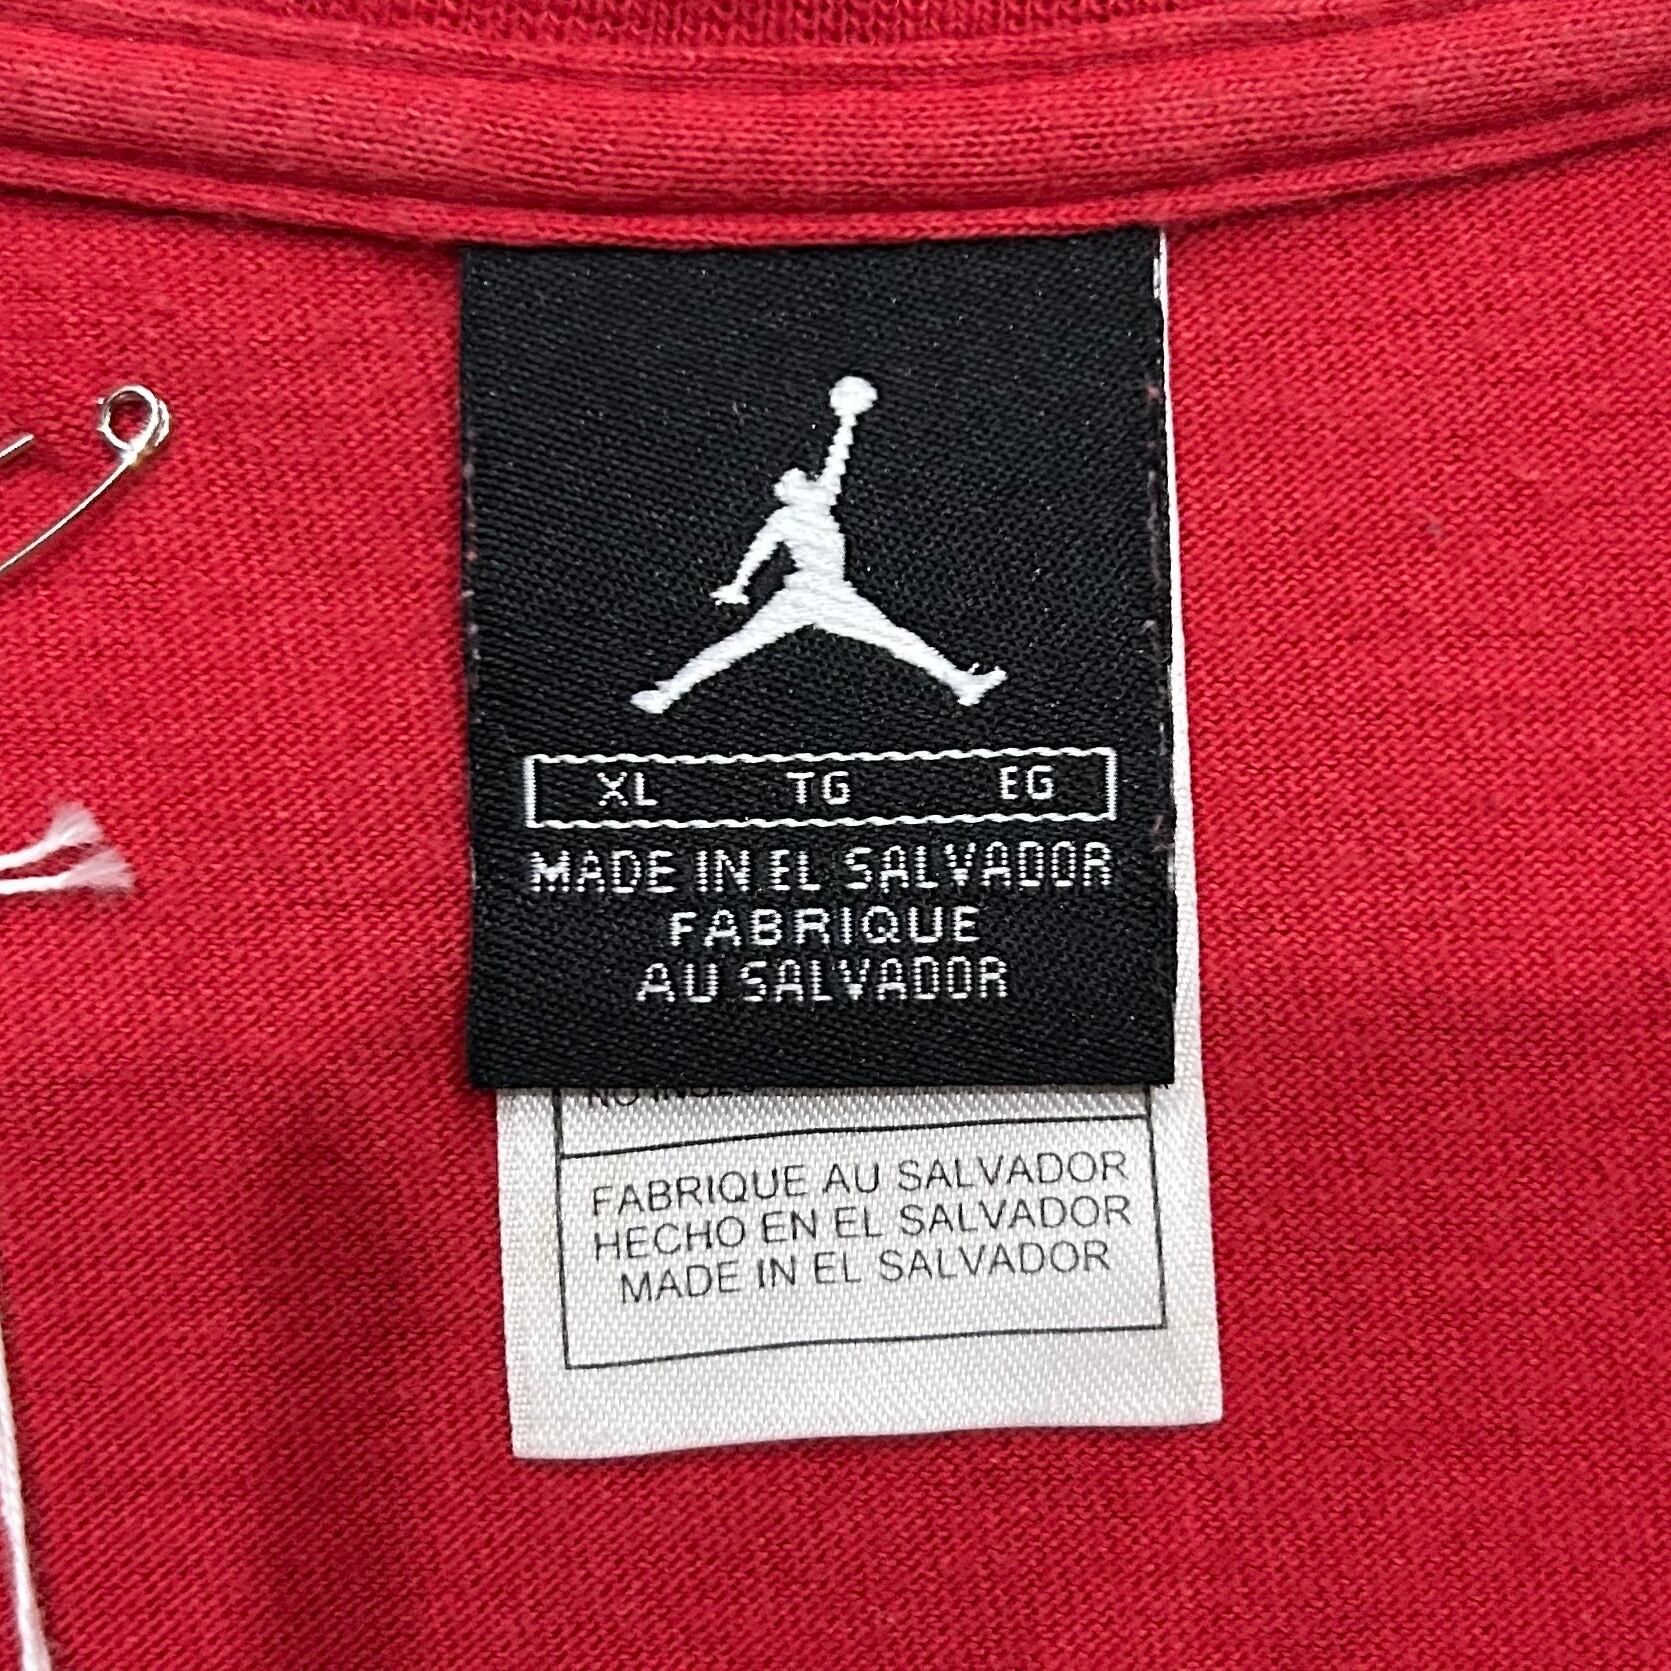 XL TG EG
MADE IN EL SALVADOR
FABRIQUE
AU SALVADOR
FABRIQUE AU SALVADOR
HECHO EN EL SALVADOR
MADE IN EL SALVADOR